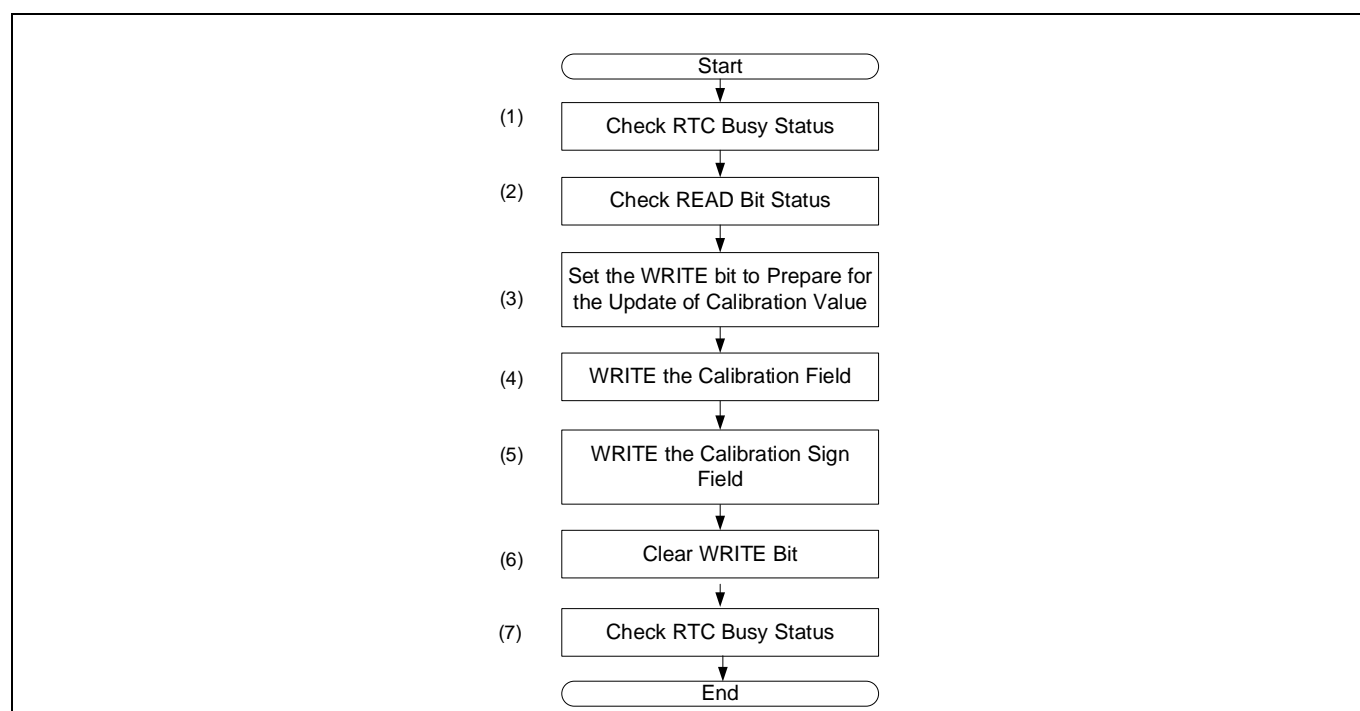 Start
(1)
Check RTC Busy Status
(2)
Check READ Bit Status
(3)
Set the WRITE bit to Prepare for
the Update of Calibration Value
(4)
WRITE the Calibration Field
(5)
WRITE the Calibration Sign
Field
(6)
Clear WRITE Bit
(7)
Check RTC Busy Status
End